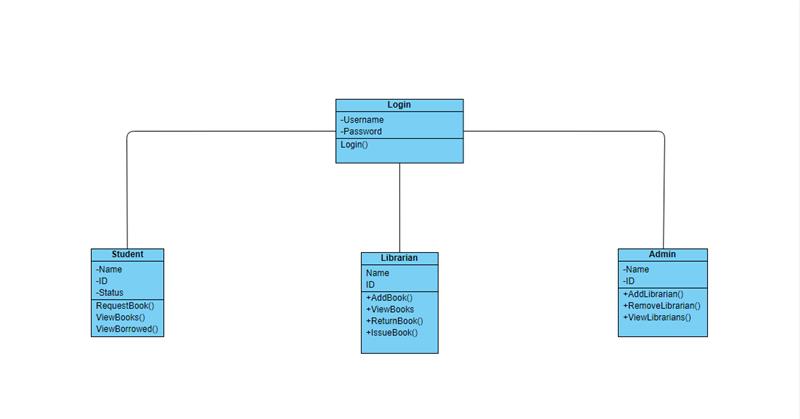 Login
-Username
-Password
Login()
Student
-Name
-ID
-Status
RequestBook()
ViewBooks()
ViewBorrowed()
Librarian
Name
ID
+AddBook()
+ViewBooks
+ReturnBook()
+IssueBook()
Admin
-Name
-ID
+AddLibrarian()
+RemoveLibrarian()
+ViewLibrarians()